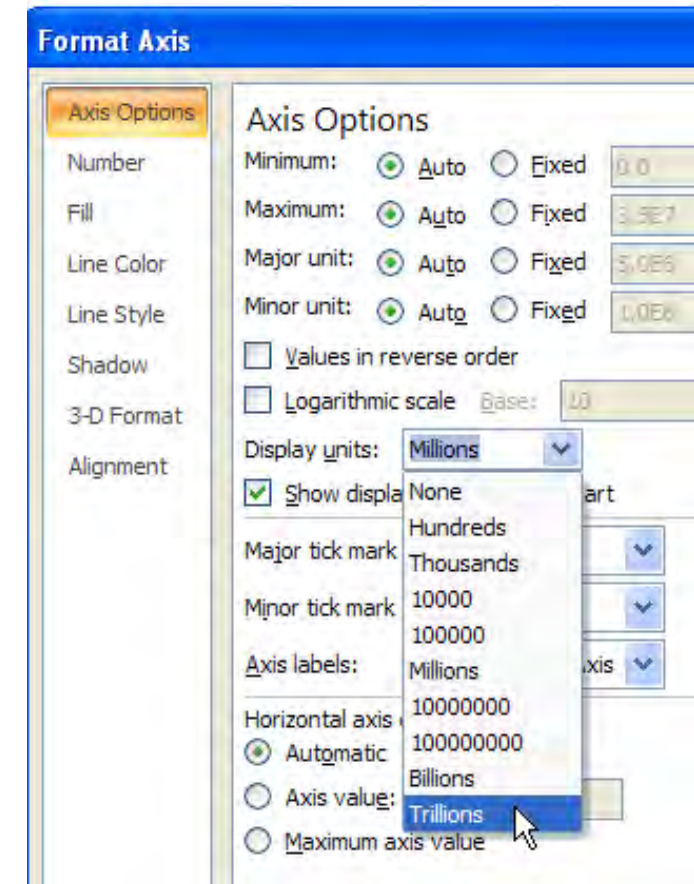 Format Axis
Axis Options
Number
Fill
Line Color
Line Style
Shadow
3-D Format
Alignment
Axis Options
Minimum: Auto Fixed 0.0
Maximum: Auto Fixed 3.5E7
Major unit: Auto Fixed 5.0E6
Minor unit: Auto Fixed 1.0E6
Values in reverse order
Logarithmic scale Base: 10
Display units: Millions
Show displa art
None
Hundreds
Thousands
10000
100000
Millions
10000000
100000000
Billions
Trillions
Major tick mark
Minor tick mark
Axis labels: xis
Horizontal axis
Automatic
Axis value:
Maximum axis value